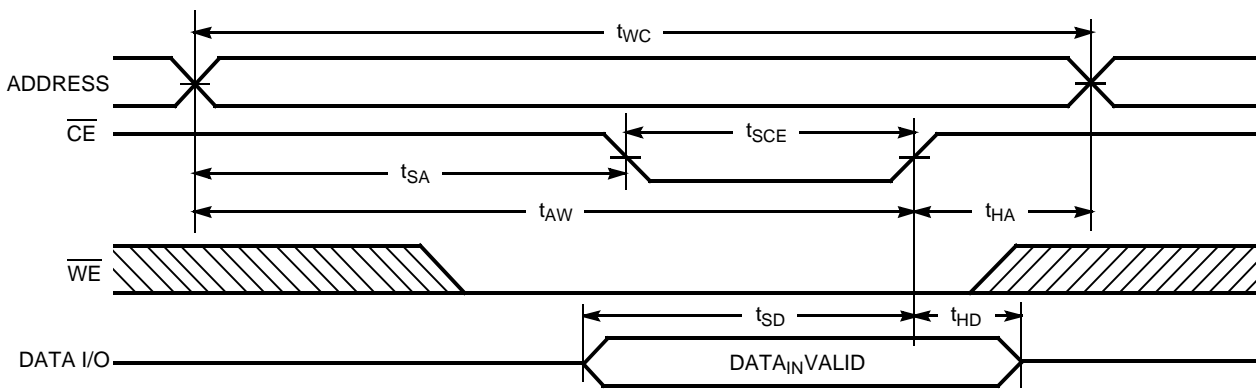 tWC
ADDRESS
CE
tSCE
tSA
tAW
tHA
WE
tSD
tHD
DATA I/O
DATAINVALID